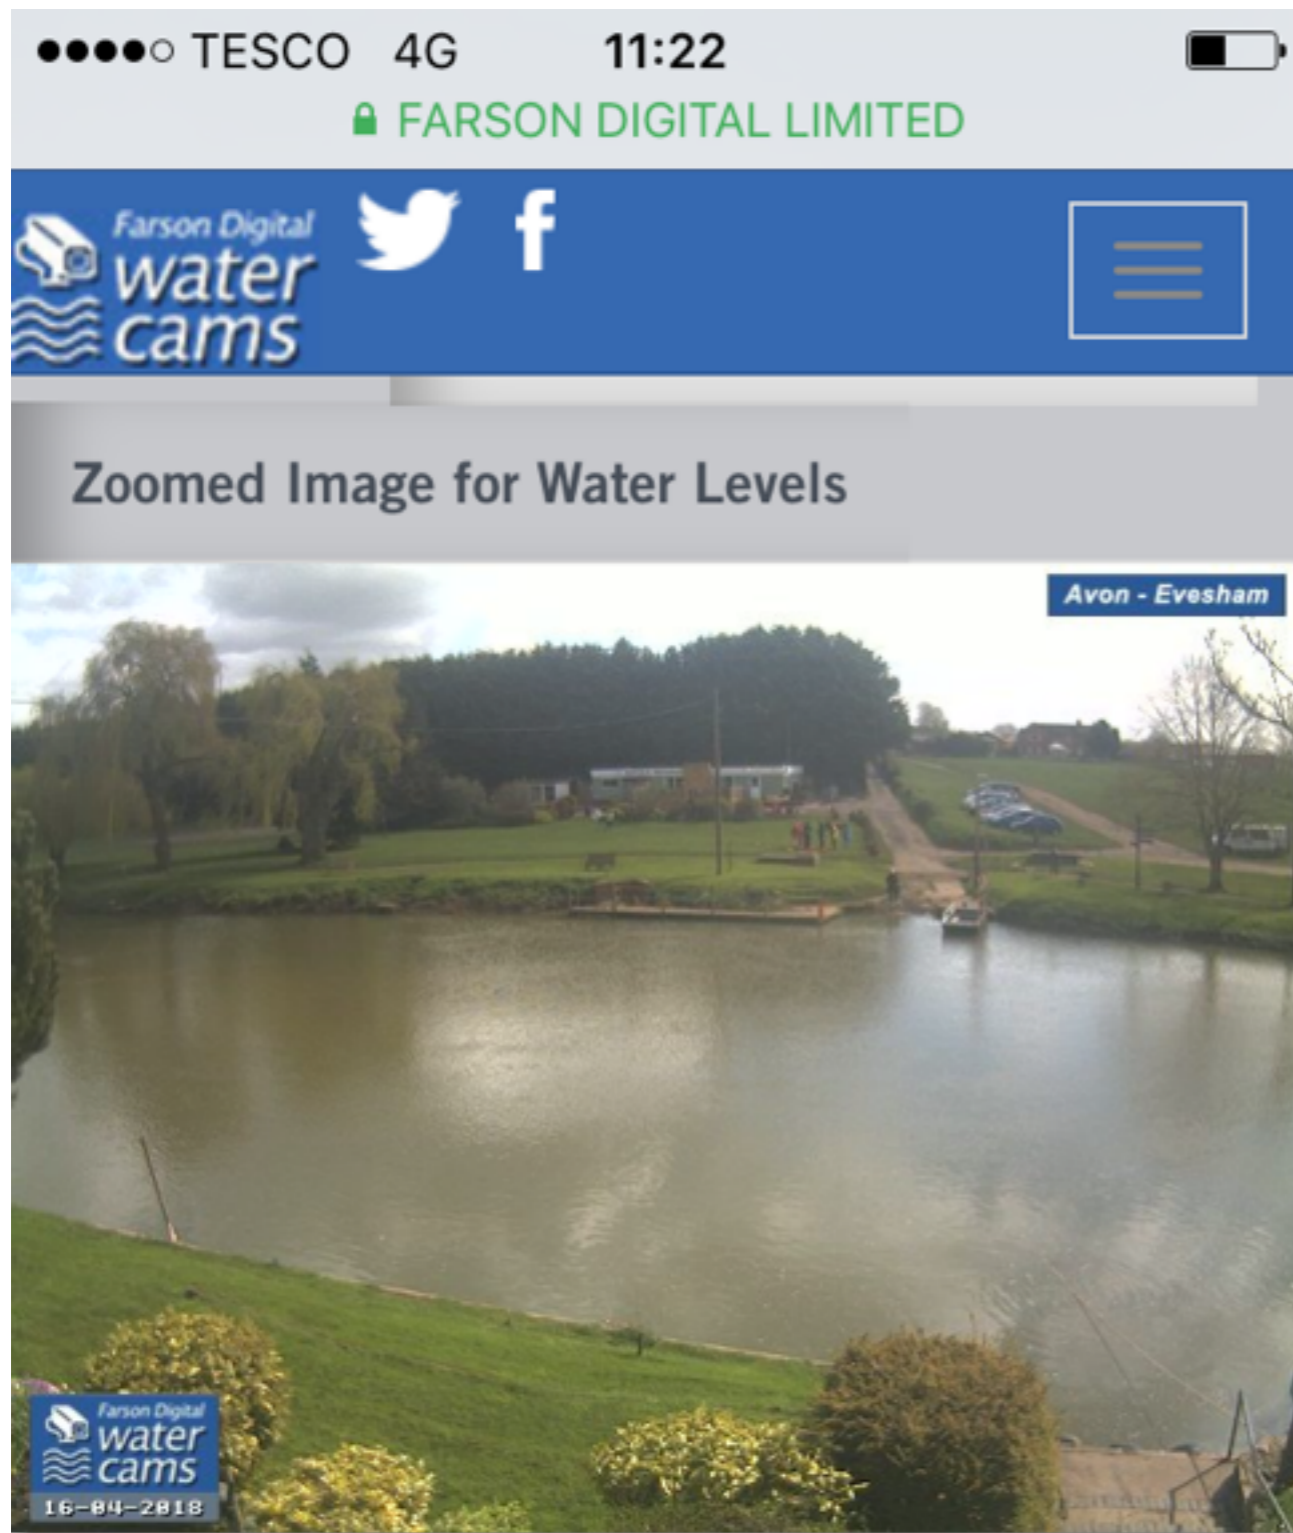 TESCO 4G 11:22
FARSON DIGITAL LIMITED
Farson Digital
water
cams
Zoomed Image for Water Levels
Avon - Evesham
Farson Digital
water
cams
16-04-2018